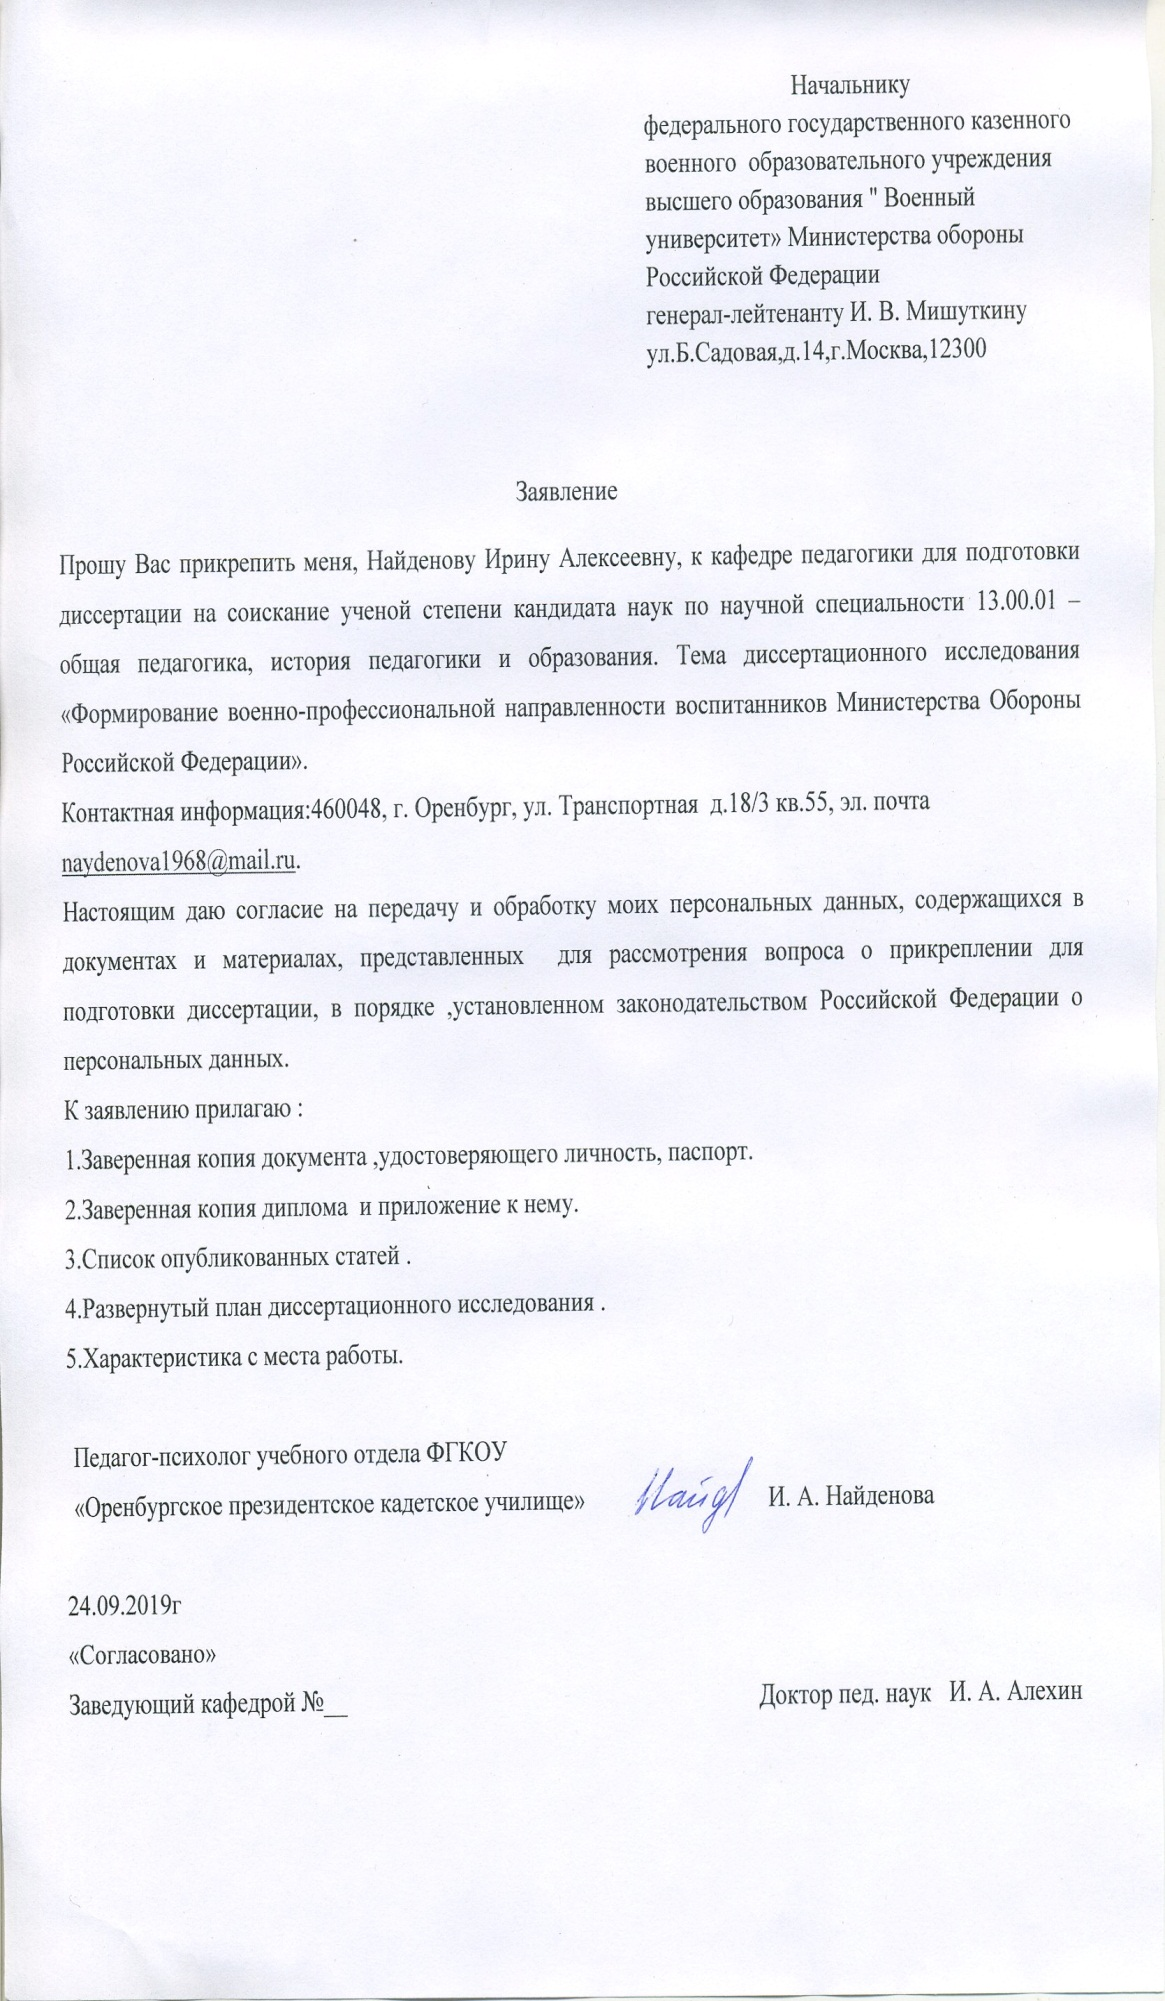 Начальнику
федерального государственного казенного
военного  образовательного учреждения
высшего образования " Военный
университет» Министерства обороны
Российской Федерации
генерал-лейтенанту И. В. Мишуткину
ул.Б.Садовая,д.14,г.Москва,12300
Заявление
Прошу Вас прикрепить меня, Найденову Ирину Алексеевну, к кафедре педагогики для подготовки
диссертации на соискание ученой степени кандидата наук по научной специальности 13.00.01 –
общая педагогика, история педагогики и образования. Тема диссертационного исследования
«Формирование военно-профессиональной направленности воспитанников Министерства Обороны
Российской Федерации».
Контактная информация:460048, г. Оренбург, ул. Транспортная  д.18/3 кв.55, эл. почта
naydenova1968@mail.ru.
Настоящим даю согласие на передачу и обработку моих персональных данных, содержащихся в
документах и материалах, представленных  для рассмотрения вопроса о прикреплении для
подготовки диссертации, в порядке ,установленном законодательством Российской Федерации о
персональных данных.
К заявлению прилагаю :
1.Заверенная копия документа ,удостоверяющего личность, паспорт.
2.Заверенная копия диплома  и приложение к нему.
3.Список опубликованных статей .
4.Развернутый план диссертационного исследования .
5.Характеристика с места работы.
Педагог-психолог учебного отдела ФГКОУ
«Оренбургское президентское кадетское училище» Найд И. А. Найденова
24.09.2019г
«Согласовано»
Заведующий кафедрой №__ Доктор пед. наук   И. А. Алехин